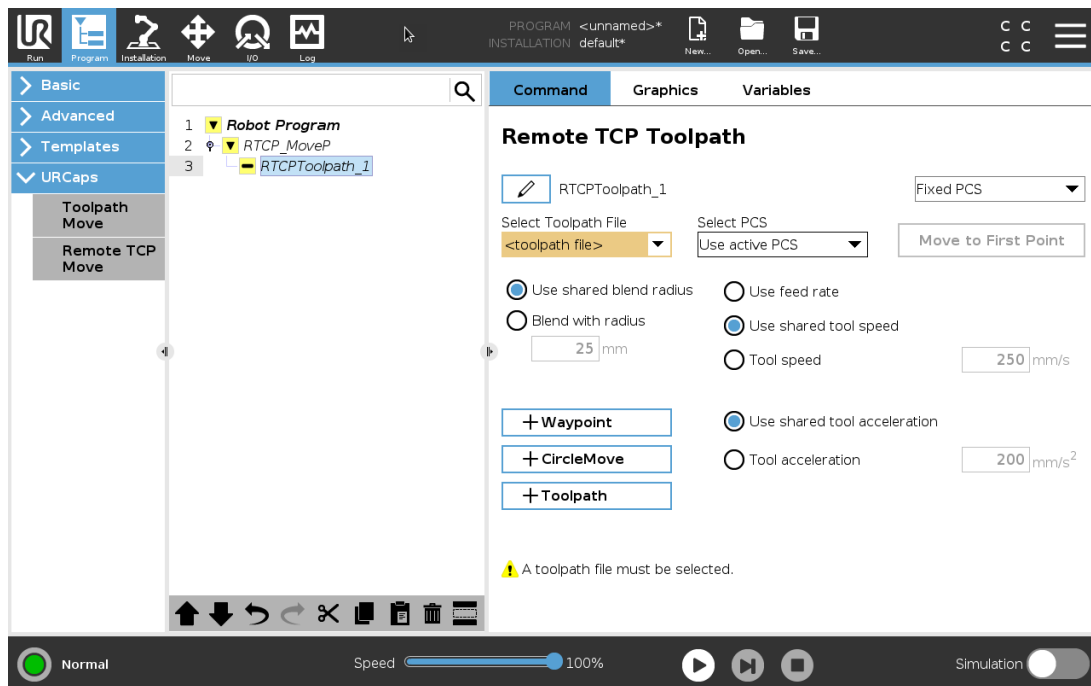 UR
PROGRAM <unnamed>*
INSTALLATION default*
C C
C C
Run Program Installation Move I/O Log New... Open... Save...
Basic
Advanced
Templates
URCaps
Toolpath
Move
Remote TCP
Move
1 Robot Program
2 RTCP_MoveP
3 RTCPToolpath_1
Command Graphics Variables
Remote TCP Toolpath
RTCPToolpath_1 Fixed PCS
Select Toolpath File Select PCS
<toolpath file> Use active PCS Move to First Point
Use shared blend radius Use feed rate
Blend with radius Use shared tool speed
25 mm
Tool speed 250 mm/s
+Waypoint Use shared tool acceleration
+CircleMove Tool acceleration 200 mm/s²
+Toolpath
A toolpath file must be selected.
Normal Speed 100% Simulation